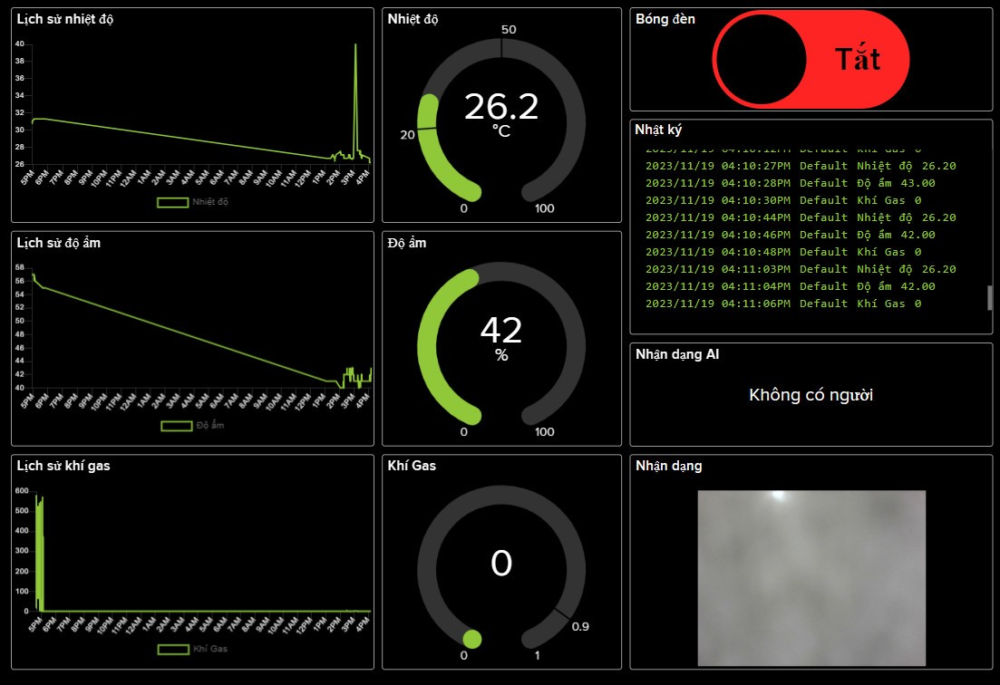 Lịch sử nhiệt độ
40
38
36
34
32
30
28
26
5PM 6PM 7PM 8PM 9PM 10PM 11PM 12AM 1AM 2AM 3AM 4AM 5AM 6AM 7AM 8AM 9AM 10AM 11AM 12PM 1PM 2PM 3PM 4PM
Nhiệt độ
Nhiệt độ
50
26.2
°C
20
0 100
Bóng đèn
Tắt
Nhật ký
2023/11/19 04:10:12PM Default Khí Gas 0
2023/11/19 04:10:27PM Default Nhiệt độ 26.20
2023/11/19 04:10:28PM Default Độ ẩm 43.00
2023/11/19 04:10:30PM Default Khí Gas 0
2023/11/19 04:10:44PM Default Nhiệt độ 26.20
2023/11/19 04:10:46PM Default Độ ẩm 42.00
2023/11/19 04:10:48PM Default Khí Gas 0
2023/11/19 04:11:03PM Default Nhiệt độ 26.20
2023/11/19 04:11:04PM Default Độ ẩm 42.00
2023/11/19 04:11:06PM Default Khí Gas 0
Lịch sử độ ẩm
58
56
54
52
50
48
46
44
42
40
5PM 6PM 7PM 8PM 9PM 10PM 11PM 12AM 1AM 2AM 3AM 4AM 5AM 6AM 7AM 8AM 9AM 10AM 11AM 12PM 1PM 2PM 3PM 4PM
Độ ẩm
Độ ẩm
42
%
0 100
Nhận dạng AI
Không có người
Lịch sử khí gas
600
500
400
300
200
100
0
5PM 6PM 7PM 8PM 9PM 10PM 11PM 12AM 1AM 2AM 3AM 4AM 5AM 6AM 7AM 8AM 9AM 10AM 11AM 12PM 1PM 2PM 3PM 4PM
Khí Gas
Khí Gas
0
0.9
0 1
Nhận dạng